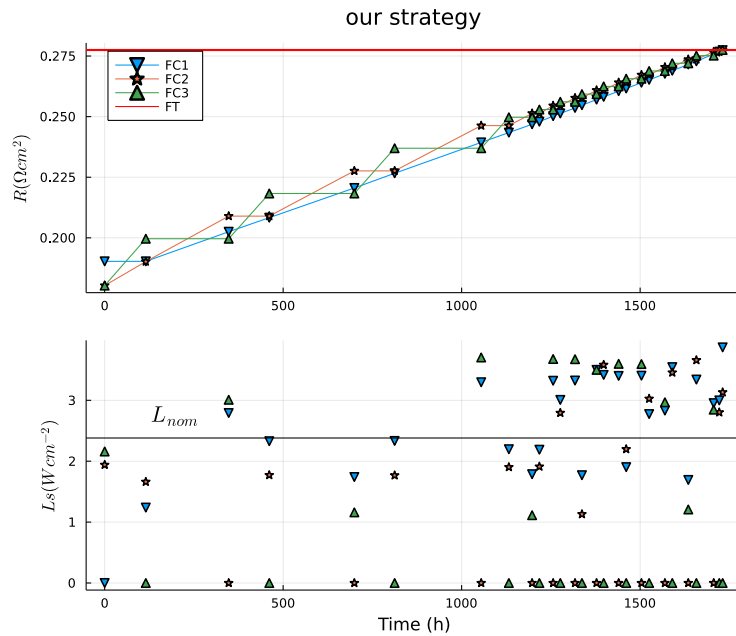 our strategy
R(Ωcm²)
0.275
0.250
0.225
0.200
FC1
FC2
FC3
FT
0
500
1000
1500
Ls(Wcm⁻²)
3
2
1
0
L_nom
0
500
1000
1500
Time (h)